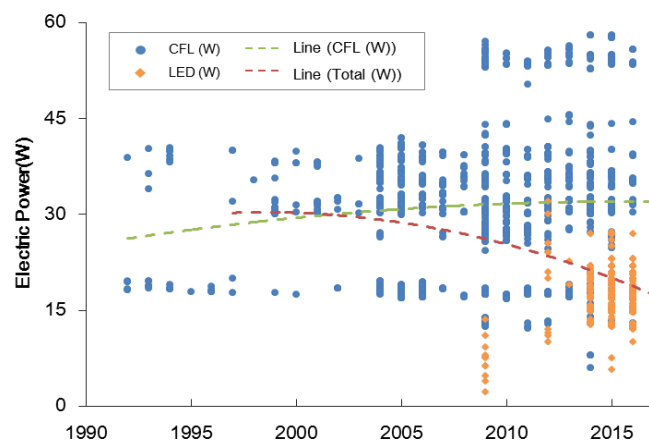 60
CFL (W) Line (CFL (W))
LED (W) Line (Total (W))
45
30
15
0
Electric Power(W)
1990 1995 2000 2005 2010 2015